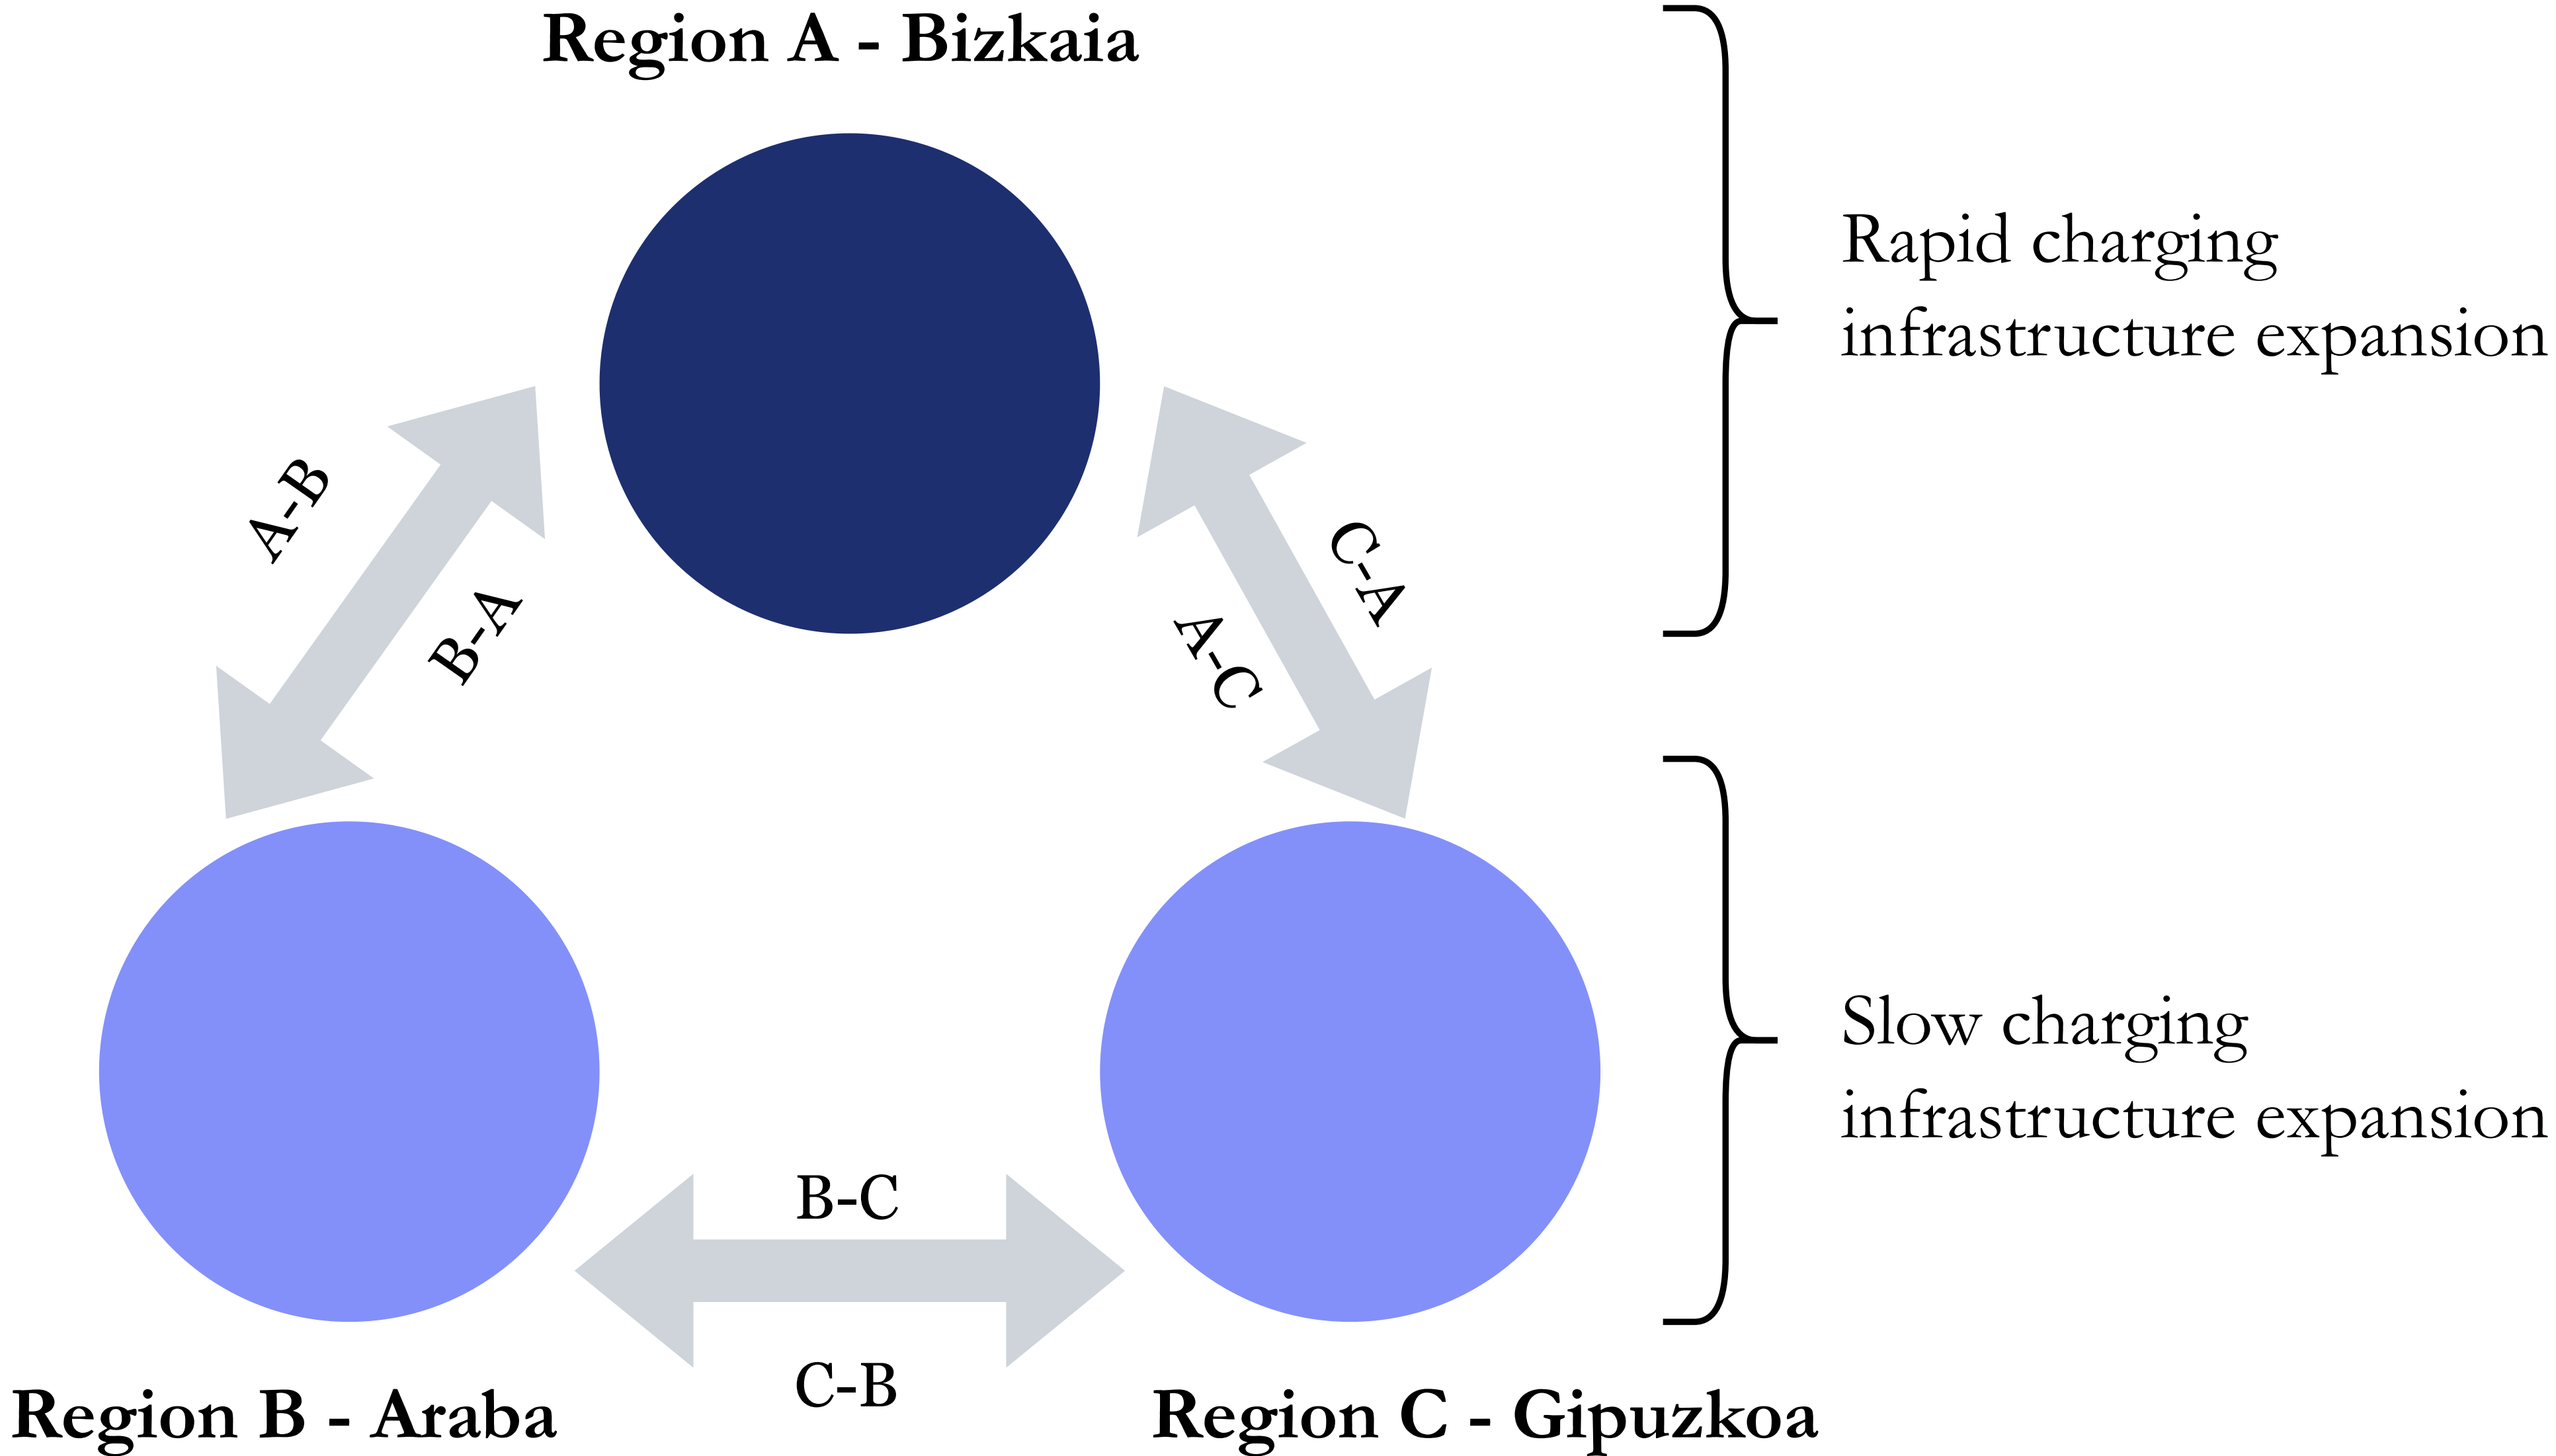 Region A - Bizkaia
Rapid charging
infrastructure expansion
A-B
B-A
C-A
A-C
Slow charging
infrastructure expansion
B-C
C-B
Region B - Araba
Region C - Gipuzkoa